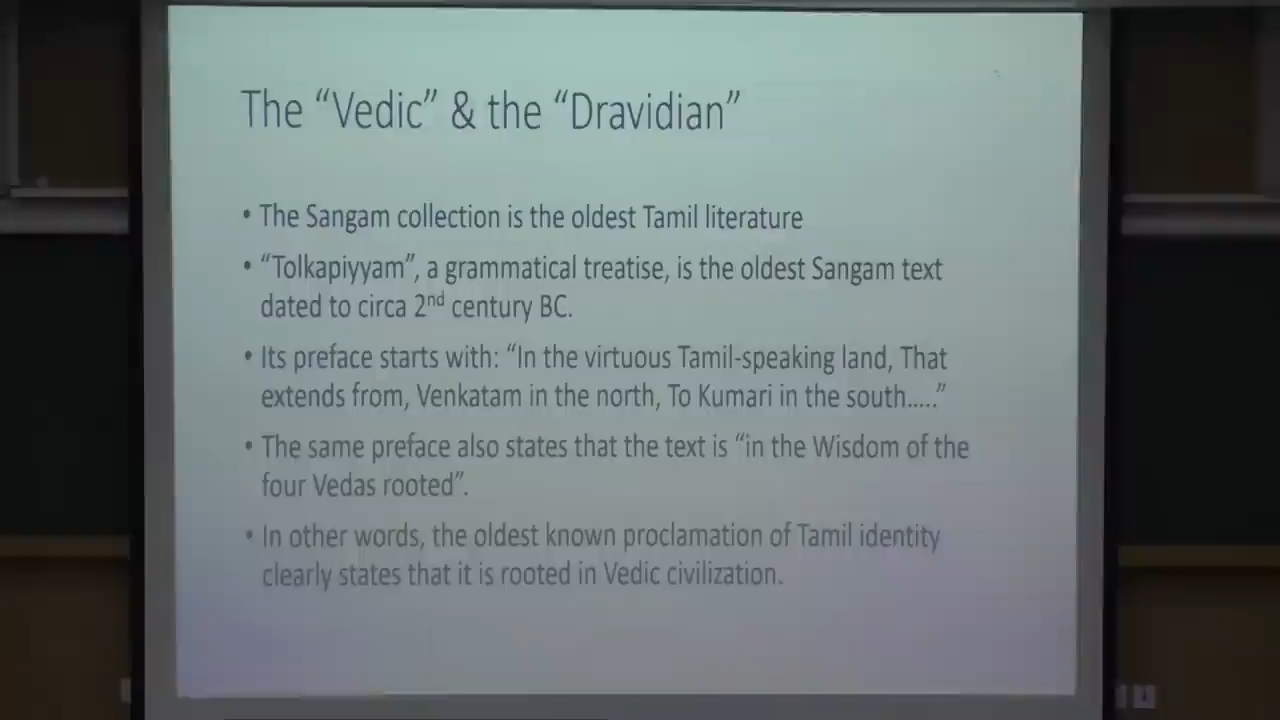 The “Vedic” & the “Dravidian”
• The Sangam collection is the oldest Tamil literature
• “Tolkapiyyam”, a grammatical treatise, is the oldest Sangam text
dated to circa 2nd century BC.
• Its preface starts with: “In the virtuous Tamil-speaking land, That
extends from, Venkatam in the north, To Kumari in the south.....”
• The same preface also states that the text is “in the Wisdom of the
four Vedas rooted”.
• In other words, the oldest known proclamation of Tamil identity
clearly states that it is rooted in Vedic civilization.